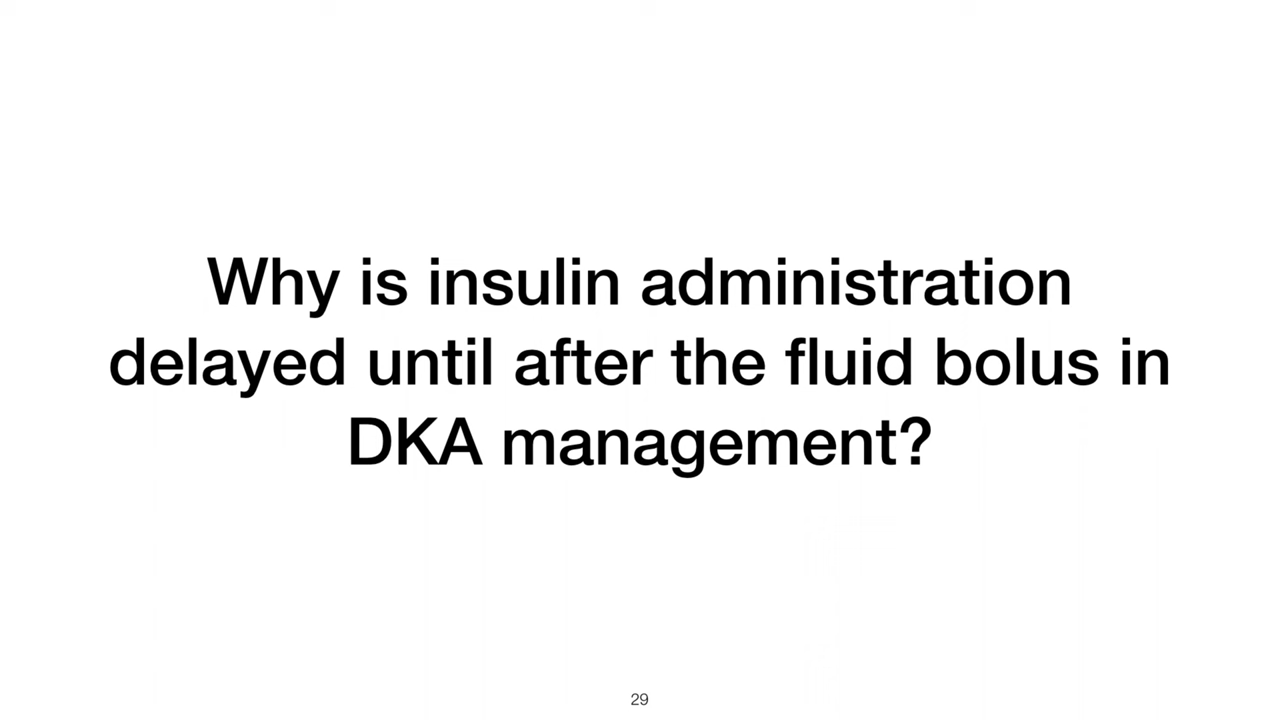 Why is insulin administration
delayed until after the fluid bolus in
DKA management?
29